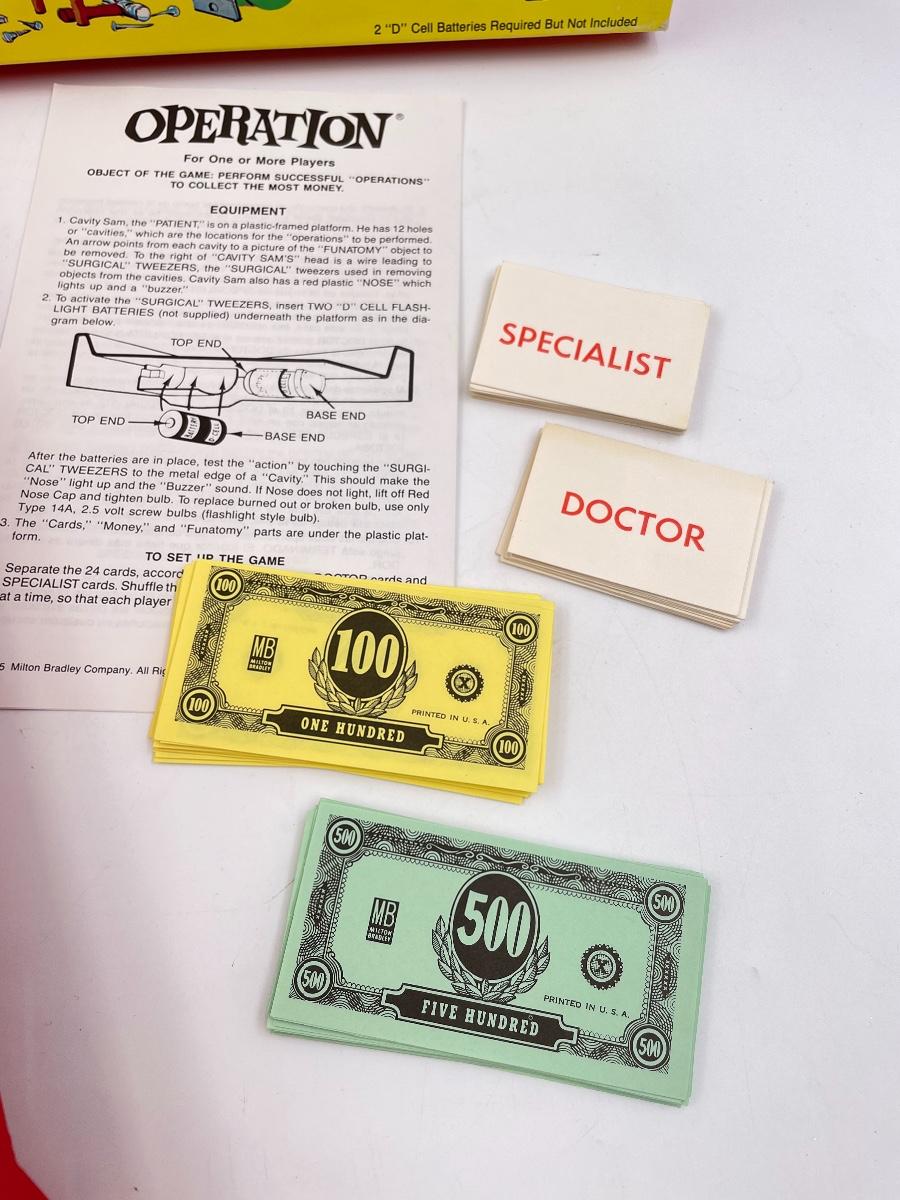 2 "D" Cell Batteries Required But Not Included
OPERATION®
For One or More Players
OBJECT OF THE GAME: PERFORM SUCCESSFUL "OPERATIONS"
TO COLLECT THE MOST MONEY.
EQUIPMENT
1. Cavity Sam, the "PATIENT," is on a plastic-framed platform. He has 12 holes
or "cavities," which are the locations for the "operations" to be performed.
An arrow points from each cavity to a picture of the "FUNATOMY" object to
be removed. To the right of "CAVITY SAM'S" head is a wire leading to
"SURGICAL" TWEEZERS, the "SURGICAL" tweezers used in removing
objects from the cavities. Cavity Sam also has a red plastic "NOSE" which
lights up and a "buzzer."
2. To activate the "SURGICAL" TWEEZERS, insert TWO "D" CELL FLASH-
LIGHT BATTERIES (not supplied) underneath the platform as in the dia-
gram below.
TOP END
BASE END
TOP END
BATTERY
D-CELL
BASE END
After the batteries are in place, test the "action" by touching the "SURGI-
CAL" TWEEZERS to the metal edge of a "Cavity." This should make the
"Nose" light up and the "Buzzer" sound. If Nose does not light, lift off Red
Nose Cap and tighten bulb. To replace burned out or broken bulb, use only
Type 14A, 2.5 volt screw bulbs (flashlight style bulb).
3. The "Cards," "Money," and "Funatomy" parts are under the plastic plat-
form.
TO SET UP THE GAME
Separate the 24 cards, DOCTOR cards and
SPECIALIST cards. Shuffle
at a time, so that each player
5 Milton Bradley Company. All
SPECIALIST
DOCTOR
100
100
MB
MILTON
BRADLEY
100
X
PRINTED IN U. S. A.
100
ONE HUNDRED
100
500
500
MB
MILTON
BRADLEY
500
X
PRINTED IN U. S. A.
500
FIVE HUNDRED
500